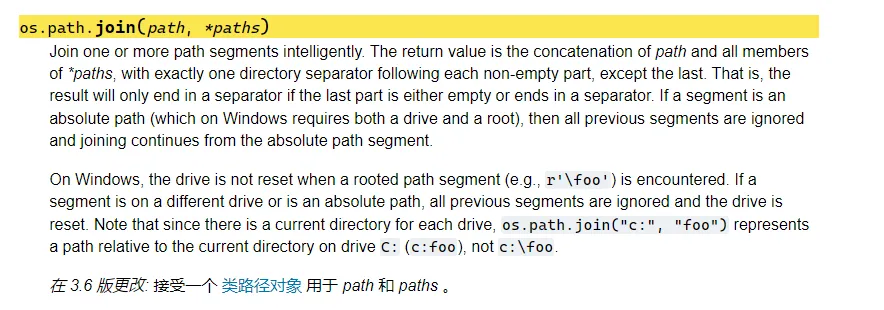 os.path.join(path, *paths)
Join one or more path segments intelligently. The return value is the concatenation of path and all members
of *paths, with exactly one directory separator following each non-empty part, except the last. That is, the
result will only end in a separator if the last part is either empty or ends in a separator. If a segment is an
absolute path (which on Windows requires both a drive and a root), then all previous segments are ignored
and joining continues from the absolute path segment.
On Windows, the drive is not reset when a rooted path segment (e.g., r'\foo') is encountered. If a
segment is on a different drive or is an absolute path, all previous segments are ignored and the drive is
reset. Note that since there is a current directory for each drive, os.path.join("c:", "foo") represents
a path relative to the current directory on drive C: (c:foo), not c:\foo.
在 3.6 版更改: 接受一个 类路径对象 用于 path 和 paths 。